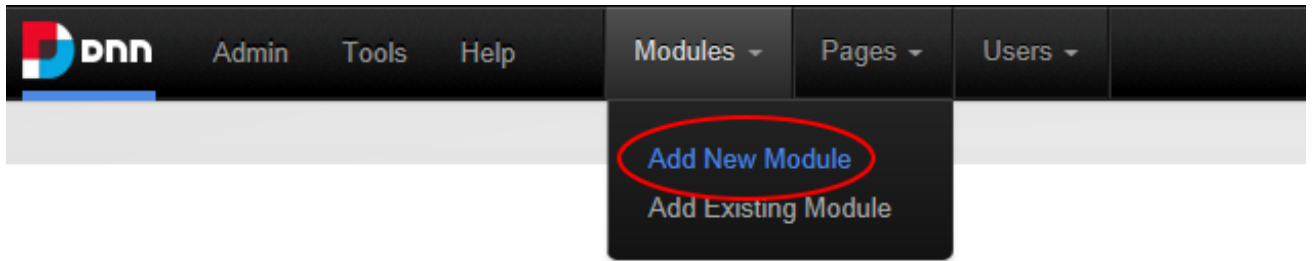 DNN Admin Tools Help Modules Pages Users
Add New Module
Add Existing Module